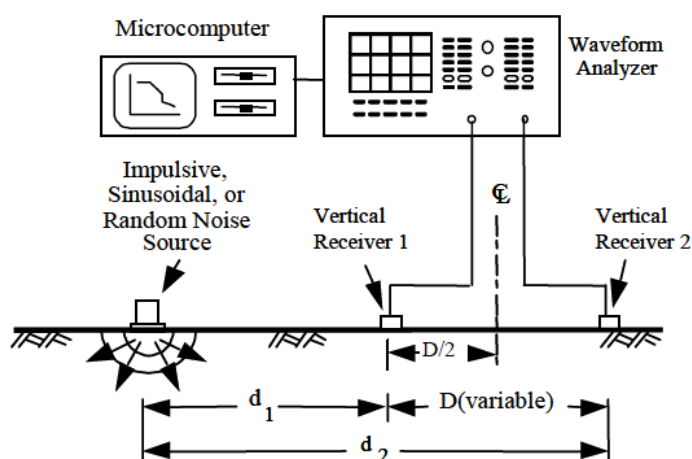 Microcomputer
Waveform
Analyzer
Impulsive,
Sinusoidal, or
Random Noise
Source
Vertical
Receiver 1
℄
Vertical
Receiver 2
D/2
d1
D(variable)
d2